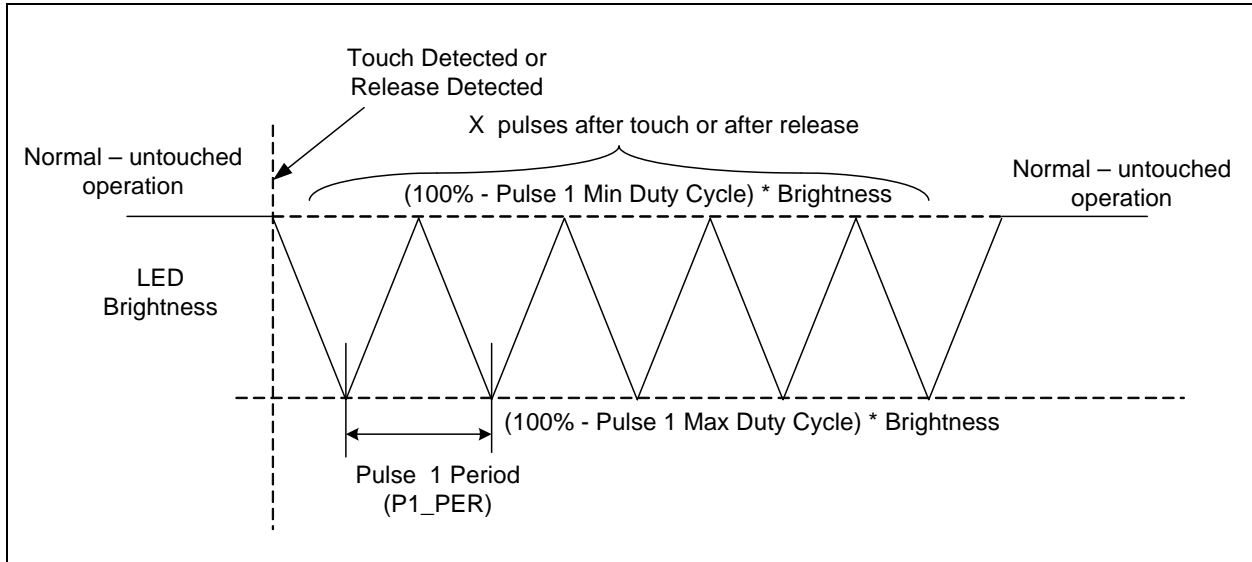 Touch Detected or
Release Detected
X pulses after touch or after release
Normal – untouched
operation
(100% - Pulse 1 Min Duty Cycle) * Brightness
Normal – untouched
operation
LED
Brightness
(100% - Pulse 1 Max Duty Cycle) * Brightness
Pulse 1 Period
(P1_PER)